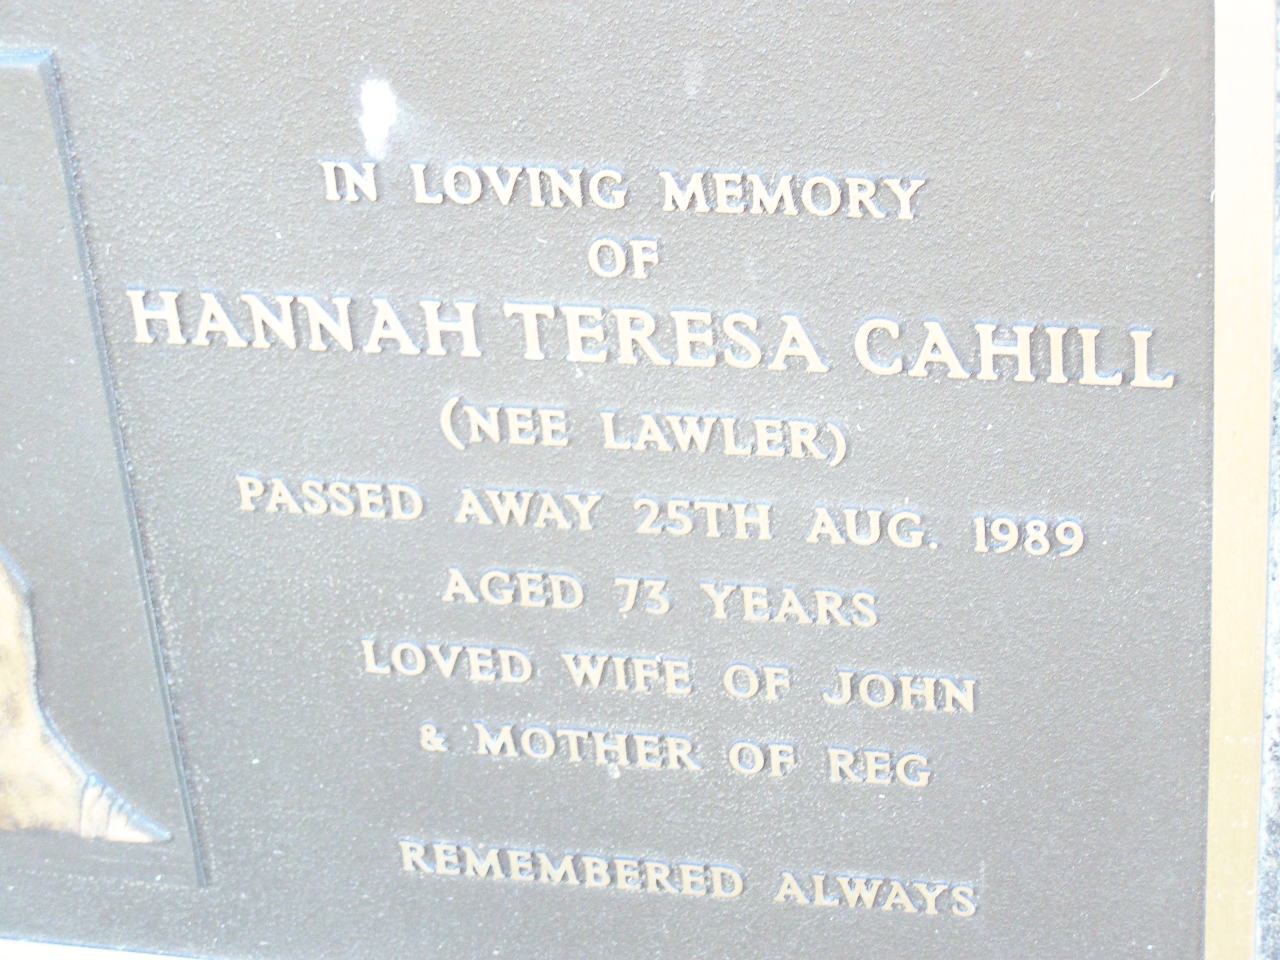 IN LOVING MEMORY
OF
HANNAH TERESA CAHILL
(NEE LAWLER)
PASSED AWAY 25TH AUG. 1989
AGED 73 YEARS
LOVED WIFE OF JOHN
& MOTHER OF REG
REMEMBERED ALWAYS